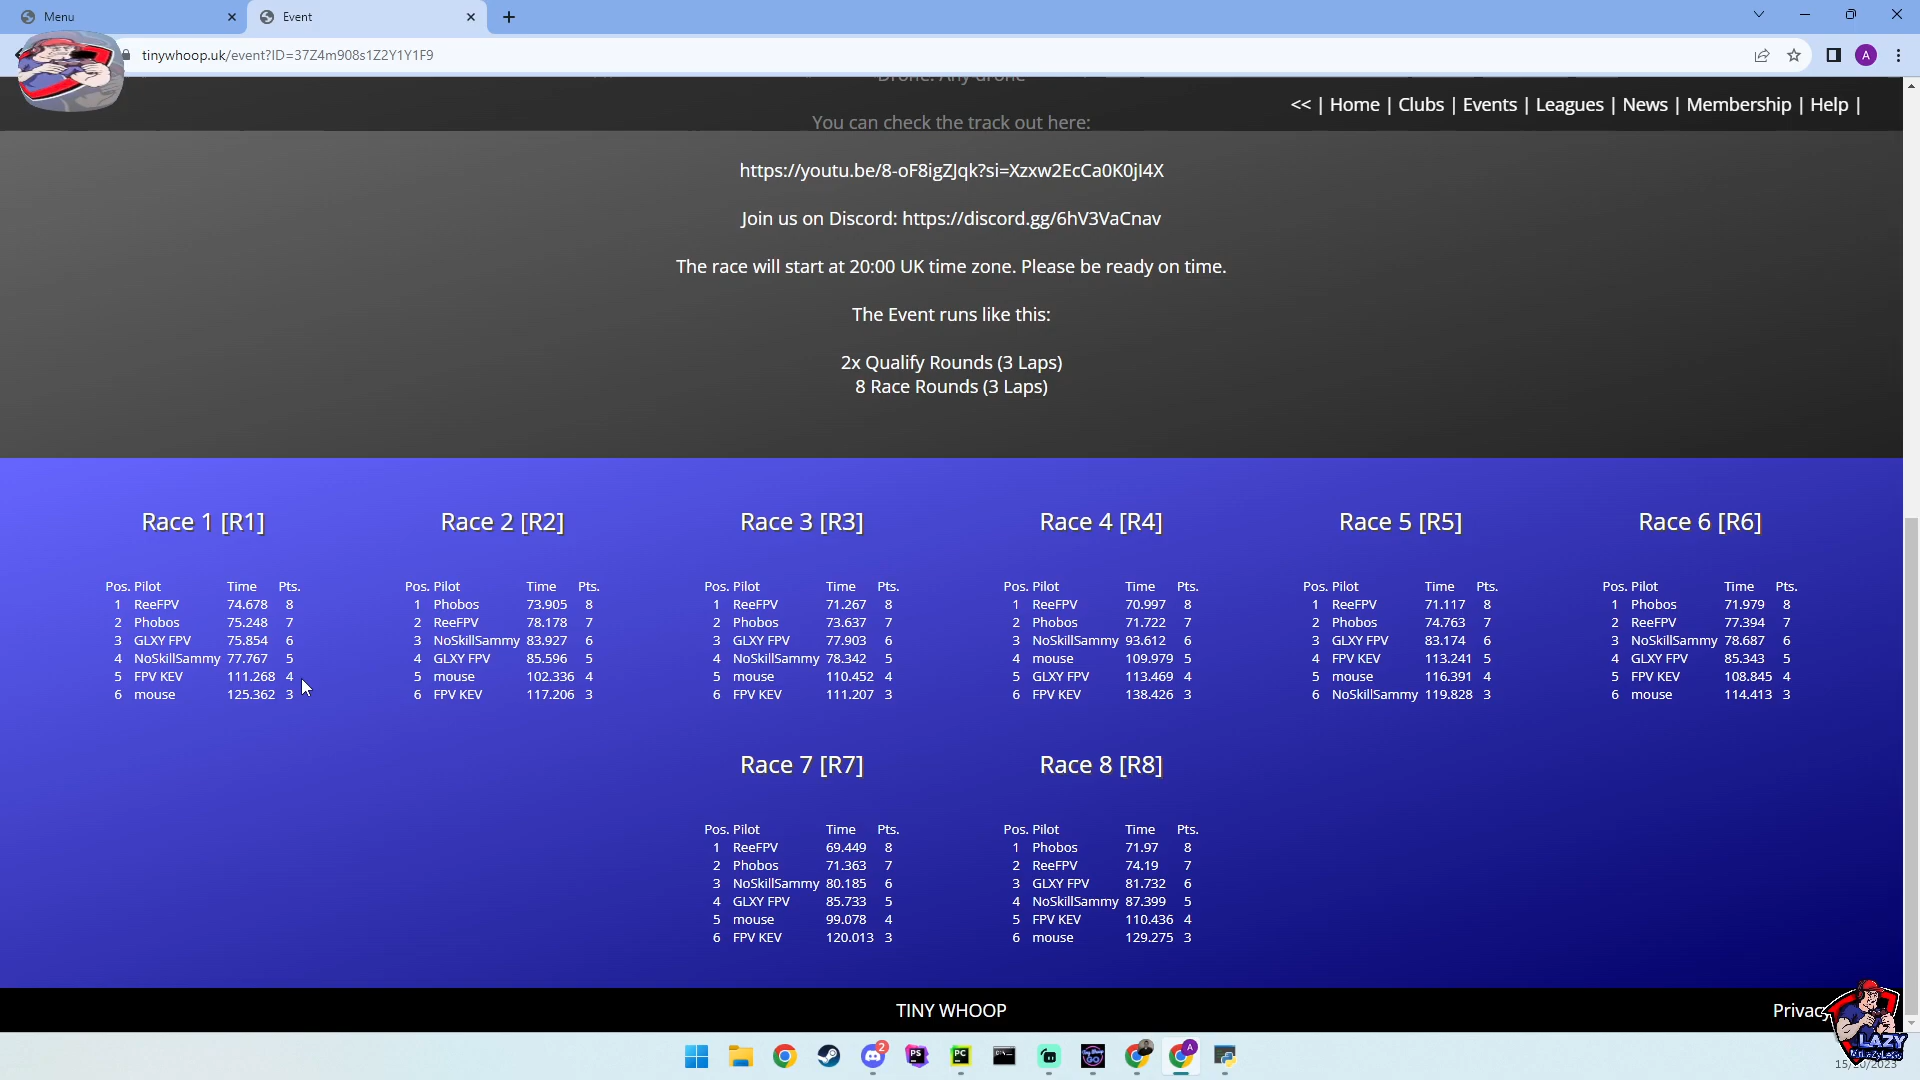 Menu
Event
tinywhoop.uk/event?ID=37Z4m908s1Z2Y1Y1F9
A
Drone: Any drone
<< | Home | Clubs | Events | Leagues | News | Membership | Help |
You can check the track out here:
https://youtu.be/8-oF8igZJqk?si=Xzxw2EcCa0K0jI4X
Join us on Discord: https://discord.gg/6hV3VaCnav
The race will start at 20:00 UK time zone. Please be ready on time.
The Event runs like this:
2x Qualify Rounds (3 Laps)
8 Race Rounds (3 Laps)
Race 1 [R1]
Pos. Pilot Time Pts.
1 ReeFPV 74.678 8
2 Phobos 75.248 7
3 GLXY FPV 75.854 6
4 NoSkillSammy 77.767 5
5 FPV KEV 111.268 4
6 mouse 125.362 3
Race 2 [R2]
Pos. Pilot Time Pts.
1 Phobos 73.905 8
2 ReeFPV 78.178 7
3 NoSkillSammy 83.927 6
4 GLXY FPV 85.596 5
5 mouse 102.336 4
6 FPV KEV 117.206 3
Race 3 [R3]
Pos. Pilot Time Pts.
1 ReeFPV 71.267 8
2 Phobos 73.637 7
3 GLXY FPV 77.903 6
4 NoSkillSammy 78.342 5
5 mouse 110.452 4
6 FPV KEV 111.207 3
Race 4 [R4]
Pos. Pilot Time Pts.
1 ReeFPV 70.997 8
2 Phobos 71.722 7
3 NoSkillSammy 93.612 6
4 mouse 109.979 5
5 GLXY FPV 113.469 4
6 FPV KEV 138.426 3
Race 5 [R5]
Pos. Pilot Time Pts.
1 ReeFPV 71.117 8
2 Phobos 74.763 7
3 GLXY FPV 83.174 6
4 FPV KEV 113.241 5
5 mouse 116.391 4
6 NoSkillSammy 119.828 3
Race 6 [R6]
Pos. Pilot Time Pts.
1 Phobos 71.979 8
2 ReeFPV 77.394 7
3 NoSkillSammy 78.687 6
4 GLXY FPV 85.343 5
5 FPV KEV 108.845 4
6 mouse 114.413 3
Race 7 [R7]
Pos. Pilot Time Pts.
1 ReeFPV 69.449 8
2 Phobos 71.363 7
3 NoSkillSammy 80.185 6
4 GLXY FPV 85.733 5
5 mouse 99.078 4
6 FPV KEV 120.013 3
Race 8 [R8]
Pos. Pilot Time Pts.
1 Phobos 71.97 8
2 ReeFPV 74.19 7
3 GLXY FPV 81.732 6
4 NoSkillSammy 87.399 5
5 FPV KEV 110.436 4
6 mouse 129.275 3
TINY WHOOP
Privacy
LAZY
2
PS
PC
A